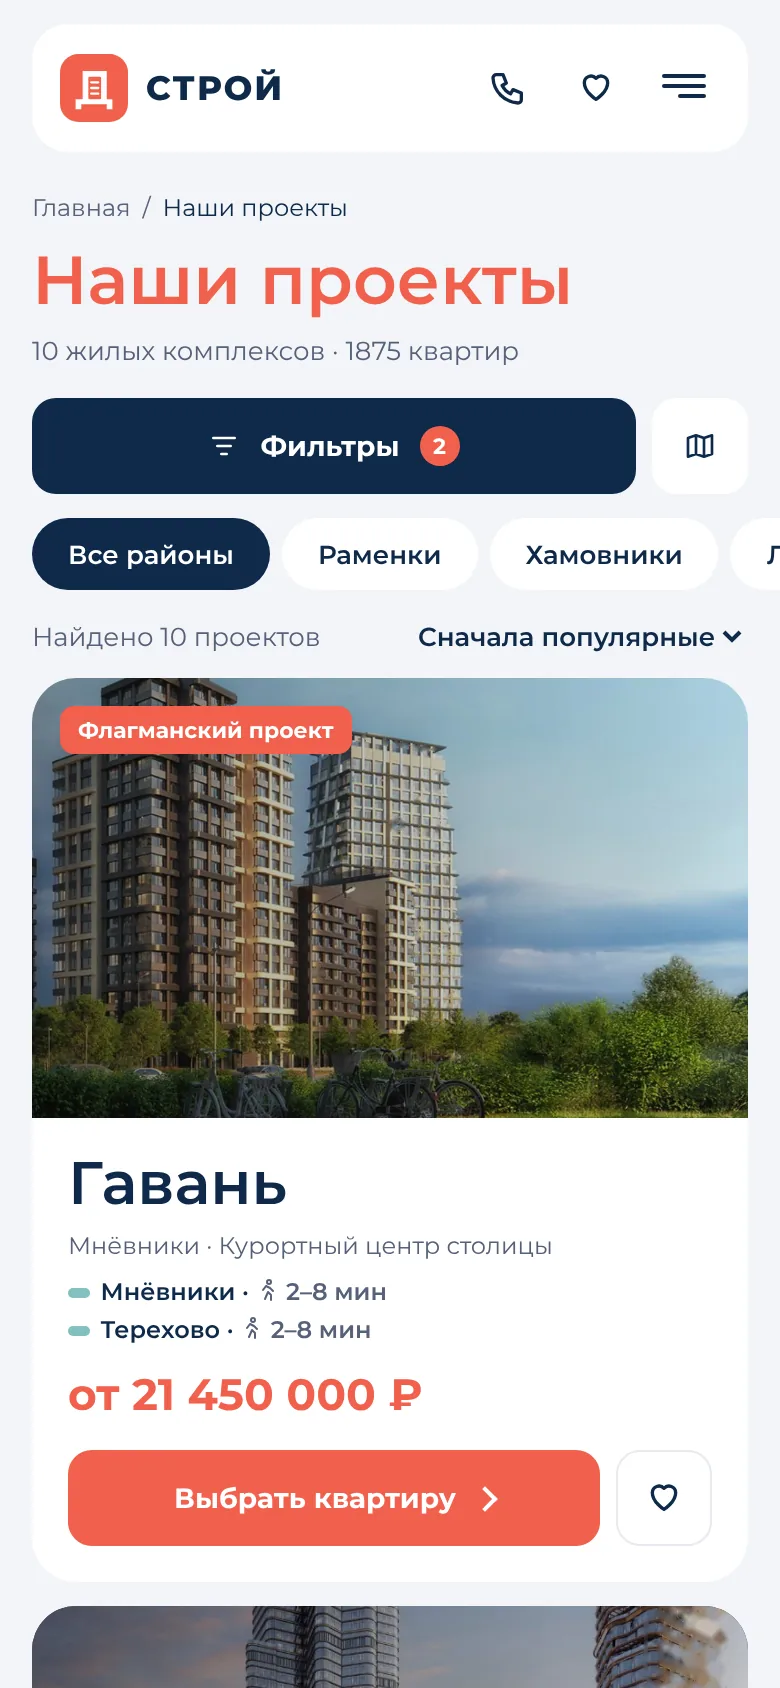 СТРОЙ
Главная / Наши проекты
Наши проекты
10 жилых комплексов · 1875 квартир
Фильтры 2
Все районы Раменки Хамовники Л
Найдено 10 проектов Сначала популярные
Флагманский проект
Гавань
Мнёвники · Курортный центр столицы
Мнёвники · 2–8 мин
Терехово · 2–8 мин
от 21 450 000 ₽
Выбрать квартиру